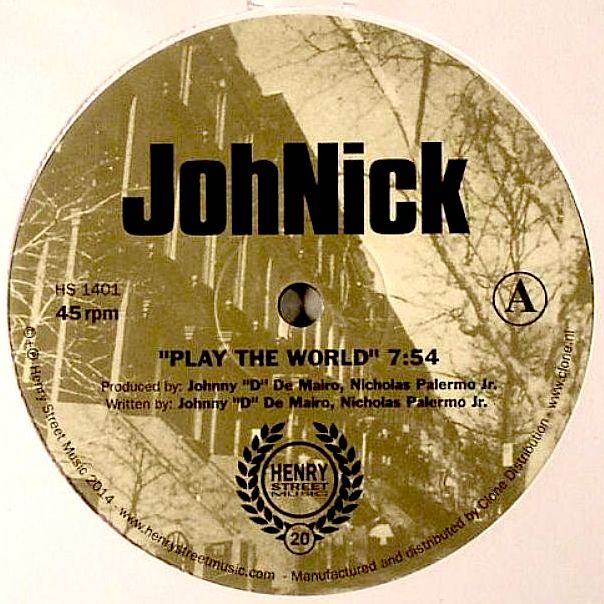 JohNick
HS 1401
45 rpm
A
"PLAY THE WORLD" 7:54
Produced by: Johnny "D" De Mairo, Nicholas Palermo Jr.
Written by: Johnny "D" De Mairo, Nicholas Palermo Jr.
HENRY
STREET
MUSIC
20
© + ℗ Henry Street Music 2014 - www.henrystreetmusic.com - Manufactured and distributed by Clone Distribution - www.clone.nl